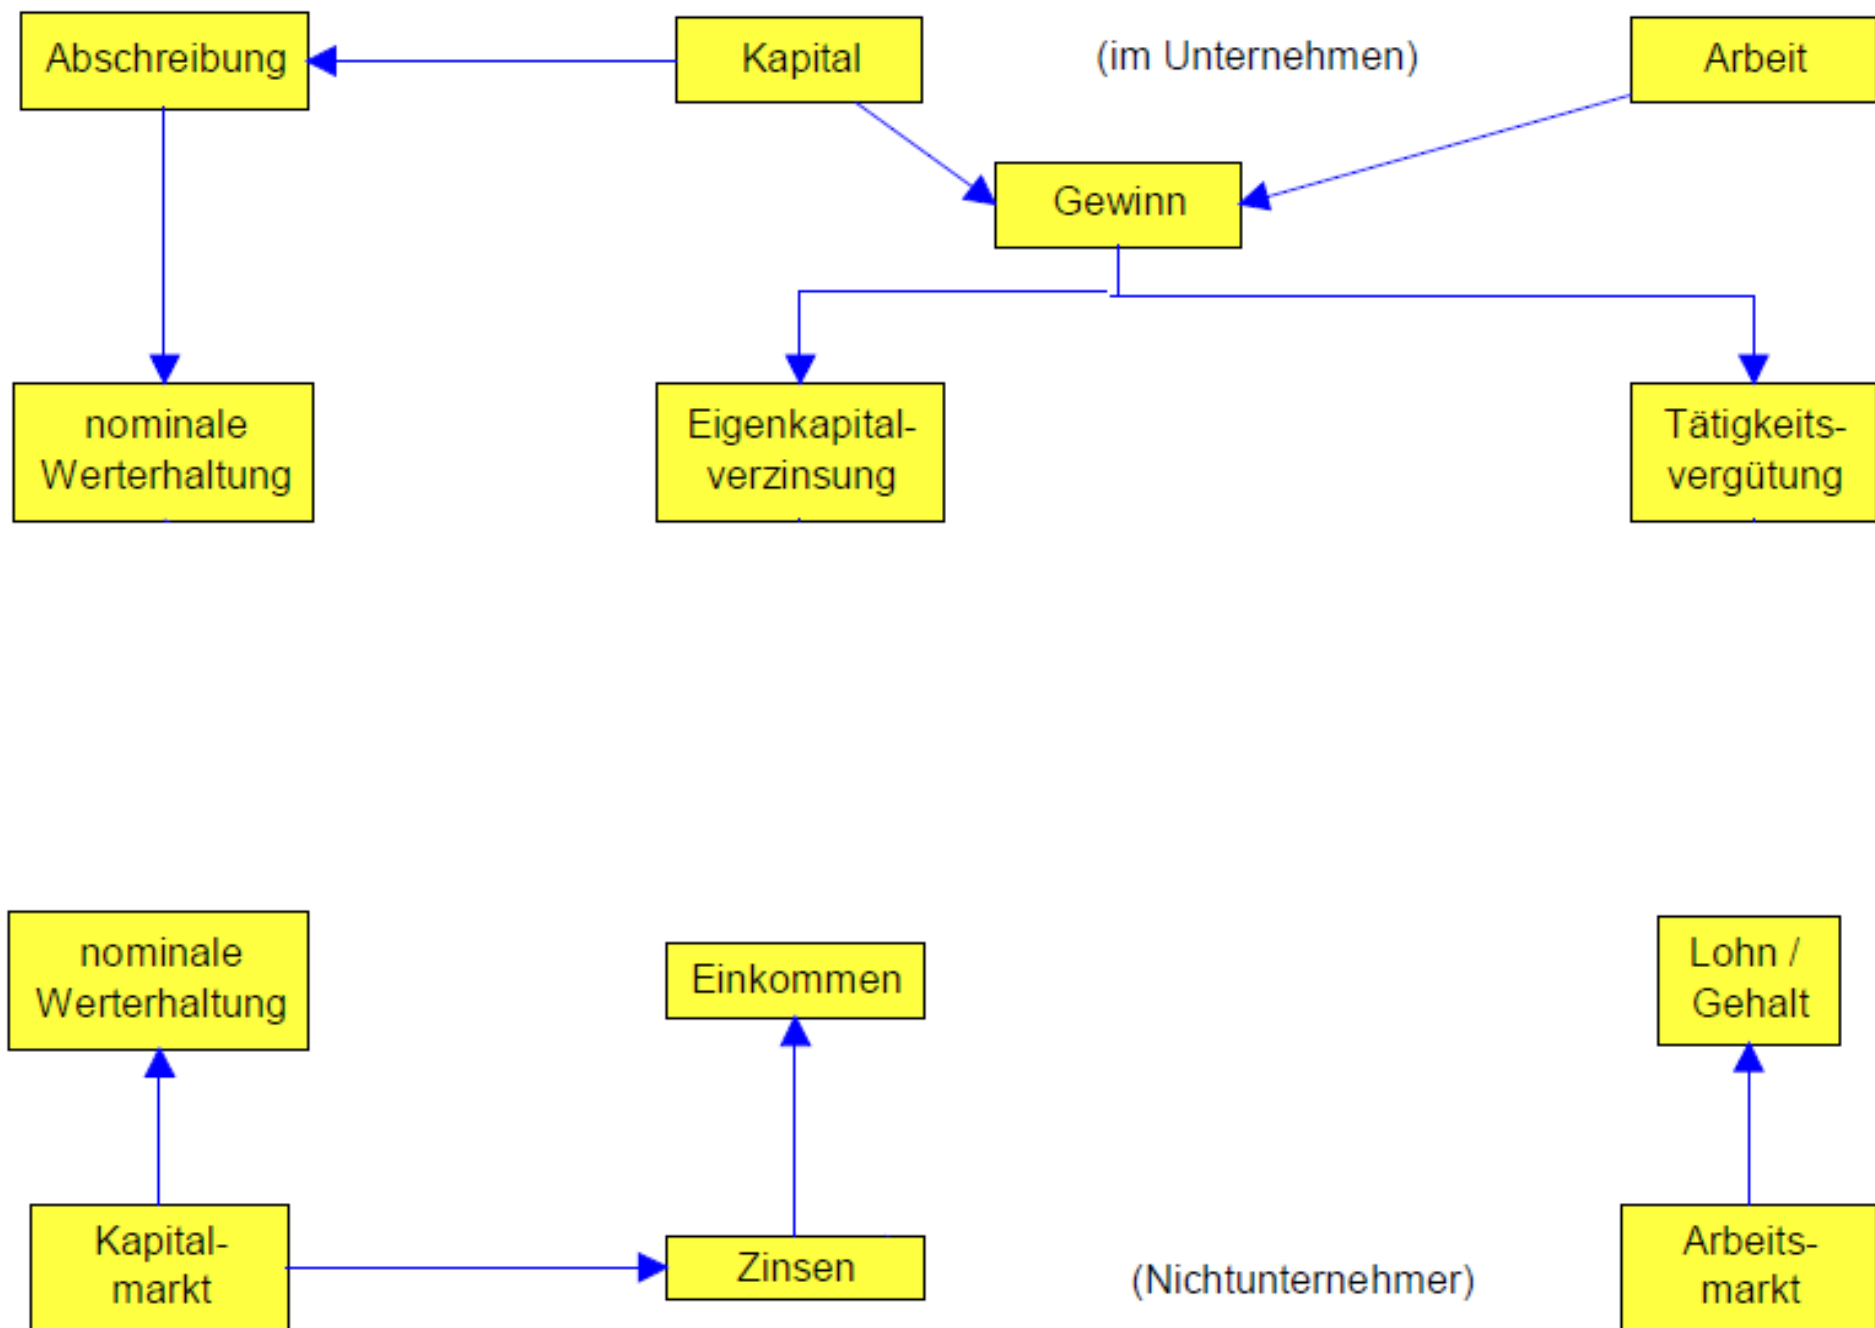 Abschreibung
Kapital
(im Unternehmen)
Arbeit
Gewinn
nominale
Werterhaltung
Eigenkapital-
verzinsung
Tätigkeits-
vergütung
nominale
Werterhaltung
Einkommen
Lohn /
Gehalt
Kapital-
markt
Zinsen
(Nichtunternehmer)
Arbeits-
markt